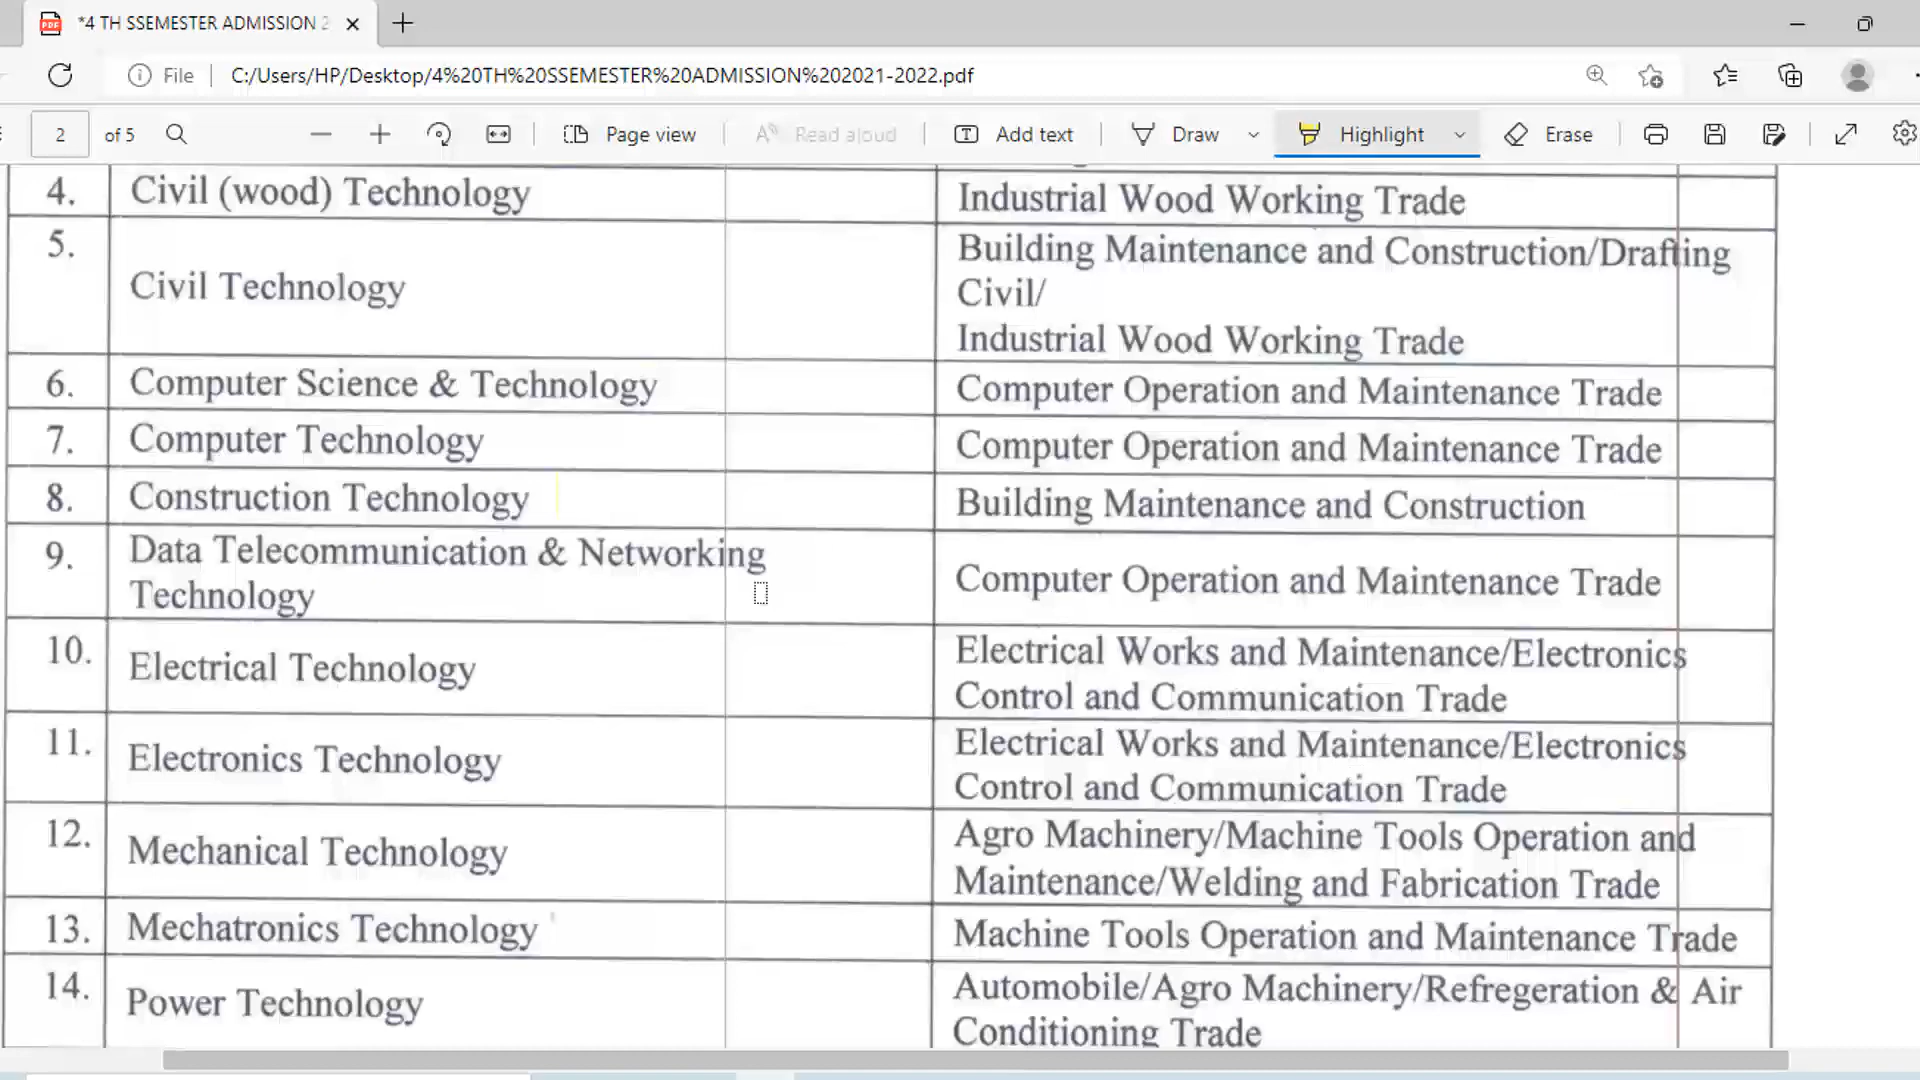 *4 TH SSEMESTER ADMISSION 2
File
C:/Users/HP/Desktop/4%20TH%20SSEMESTER%20ADMISSION%202021-2022.pdf
2 of 5
Page view
Read aloud
Add text
Draw
Highlight
Erase
4. Civil (wood) Technology Industrial Wood Working Trade
5. Civil Technology Building Maintenance and Construction/Drafting
Civil/
Industrial Wood Working Trade
6. Computer Science & Technology Computer Operation and Maintenance Trade
7. Computer Technology Computer Operation and Maintenance Trade
8. Construction Technology Building Maintenance and Construction
9. Data Telecommunication & Networking
Technology Computer Operation and Maintenance Trade
10. Electrical Technology Electrical Works and Maintenance/Electronics
Control and Communication Trade
11. Electronics Technology Electrical Works and Maintenance/Electronics
Control and Communication Trade
12. Mechanical Technology Agro Machinery/Machine Tools Operation and
Maintenance/Welding and Fabrication Trade
13. Mechatronics Technology Machine Tools Operation and Maintenance Trade
14. Power Technology Automobile/Agro Machinery/Refregeration & Air
Conditioning Trade